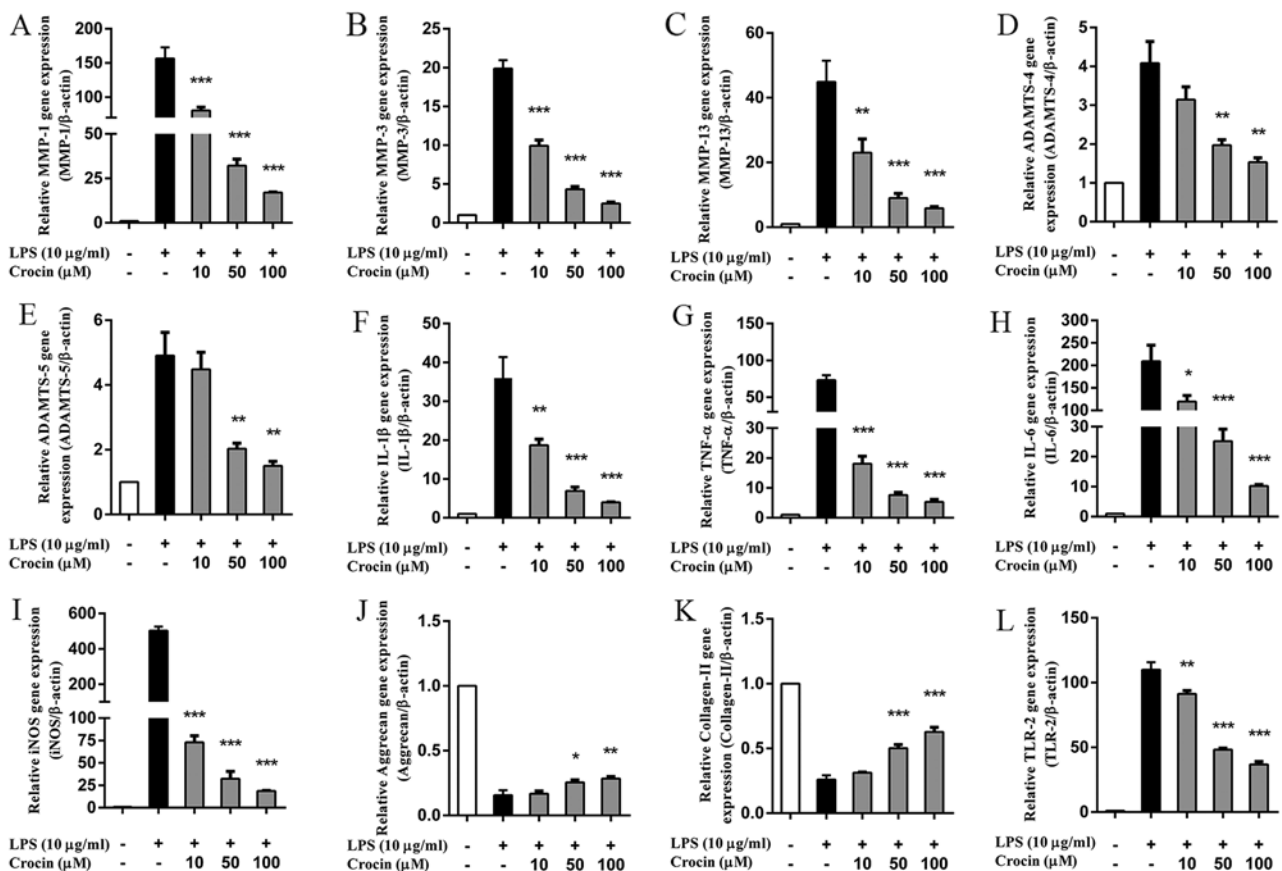 A
Relative MMP-1 gene expression
(MMP-1/β-actin)
200
150
100
50
25
0
***
***
***
LPS (10 µg/ml) - + + + +
Crocin (µM) - - 10 50 100
B
Relative MMP-3 gene expression
(MMP-3/β-actin)
25
20
15
10
5
0
***
***
***
- + + + +
- - 10 50 100
C
Relative MMP-13 gene expression
(MMP-13/β-actin)
60
40
20
0
**
***
***
LPS (10 µg/ml) - + + + +
Crocin (µM) - - 10 50 100
D
Relative ADAMTS-4 gene
expression (ADAMTS-4/β-actin)
5
4
3
2
1
0
**
**
LPS (10 µg/ml) - + + + +
Crocin (µM) - - 10 50 100
E
Relative ADAMTS-5 gene
expression (ADAMTS-5/β-actin)
6
4
2
0
**
**
LPS (10 µg/ml) - + + + +
Crocin (µM) - - 10 50 100
F
Relative IL-1β gene expression
(IL-1β/β-actin)
50
40
30
20
10
0
**
***
***
LPS (10 µg/ml) - + + + +
Crocin (µM) - - 10 50 100
G
Relative TNF-α gene expression
(TNF-α/β-actin)
100
75
50
30
20
10
0
***
***
***
LPS (10 µg/ml) - + + + +
Crocin (µM) - - 10 50 100
H
Relative IL-6 gene expression
(IL-6/β-actin)
300
250
200
150
100
30
20
10
0
*
***
***
LPS (10 µg/ml) - + + + +
Crocin (µM) - - 10 50 100
I
Relative iNOS gene expression
(iNOS/β-actin)
600
400
200
100
75
50
25
0
***
***
***
LPS (10 µg/ml) - + + + +
Crocin (µM) - - 10 50 100
J
Relative Aggrecan gene expression
(Aggrecan/β-actin)
1.5
1.0
0.5
0.0
*
**
LPS (10 µg/ml) - + + + +
Crocin (µM) - - 10 50 100
K
Relative Collagen-II gene
expression (Collagen-II/β-actin)
1.5
1.0
0.5
0.0
***
***
LPS (10 µg/ml) - + + + +
Crocin (µM) - - 10 50 100
L
Relative TLR-2 gene expression
(TLR-2/β-actin)
150
100
50
0
**
***
***
LPS (10 µg/ml) - + + + +
Crocin (µM) - - 10 50 100